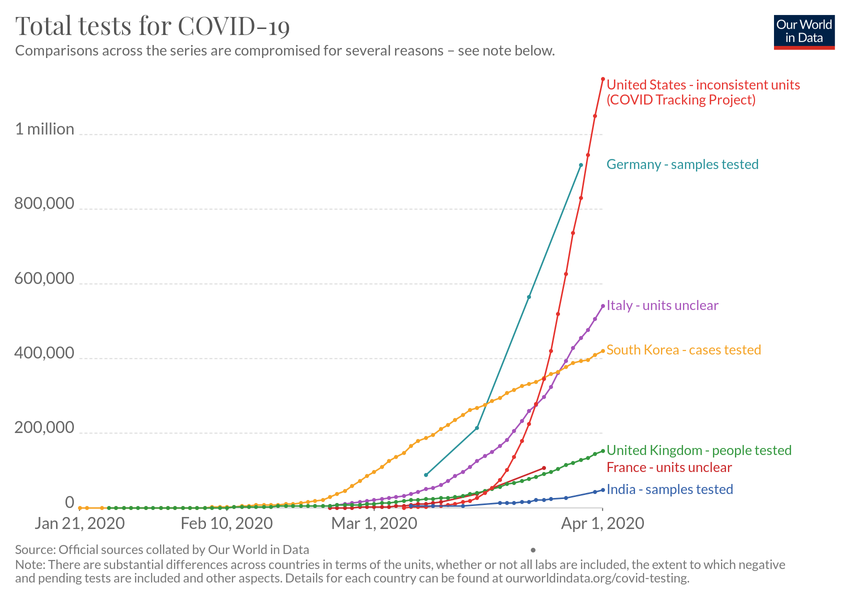 Total tests for COVID-19
Comparisons across the series are compromised for several reasons – see note below.
Our World
in Data
United States - inconsistent units
(COVID Tracking Project)
1 million
Germany - samples tested
800,000
600,000
Italy - units unclear
South Korea - cases tested
400,000
200,000
United Kingdom - people tested
France - units unclear
India - samples tested
0
Jan 21, 2020
Feb 10, 2020
Mar 1, 2020
Apr 1, 2020
Source: Official sources collated by Our World in Data
Note: There are substantial differences across countries in terms of the units, whether or not all labs are included, the extent to which negative
and pending tests are included and other aspects. Details for each country can be found at ourworldindata.org/covid-testing.